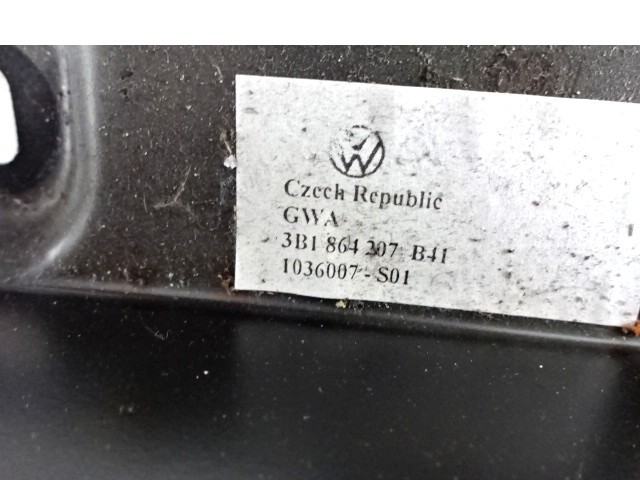 Czech Republic
GWA
3B1 864 207 B41
1036007-S01